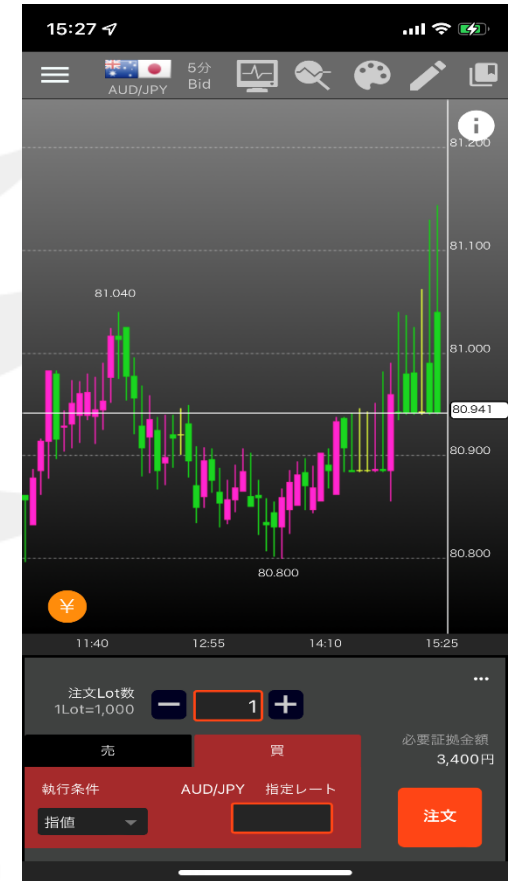 15:27
AUD/JPY
5分
Bid
i
81.200
81.100
81.040
81.000
80.941
80.900
80.800
80.800
¥
11:40 12:55 14:10 15:25
...
注文Lot数
1Lot=1,000
1
売
買
必要証拠金額
3,400円
執行条件
AUD/JPY 指定レート
指値
注文